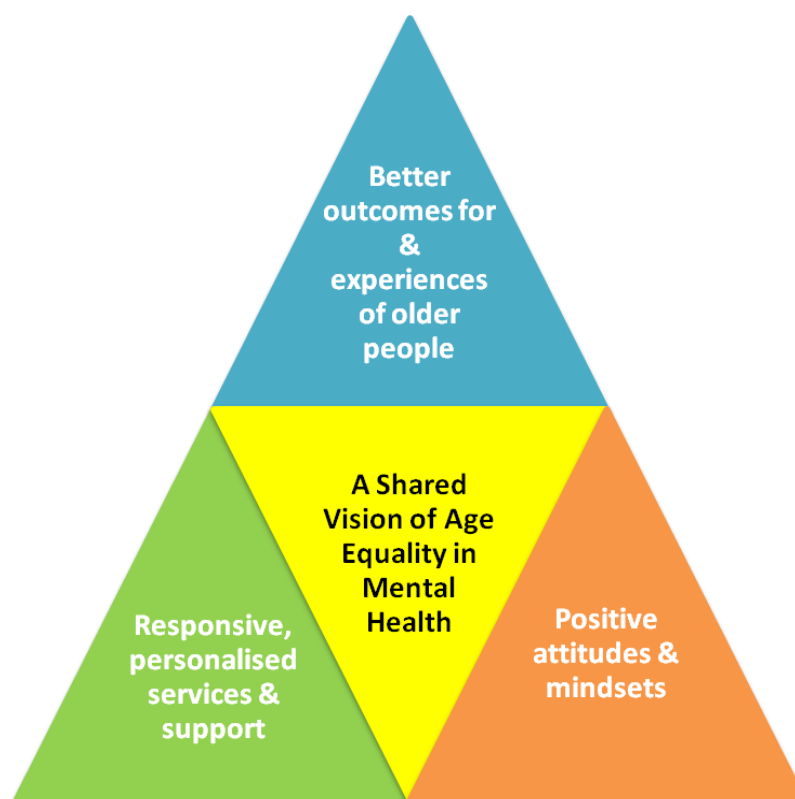 Better
outcomes for
&
experiences
of older
people
A Shared
Vision of Age
Equality in
Mental
Health
Responsive,
personalised
services &
support
Positive
attitudes &
mindsets